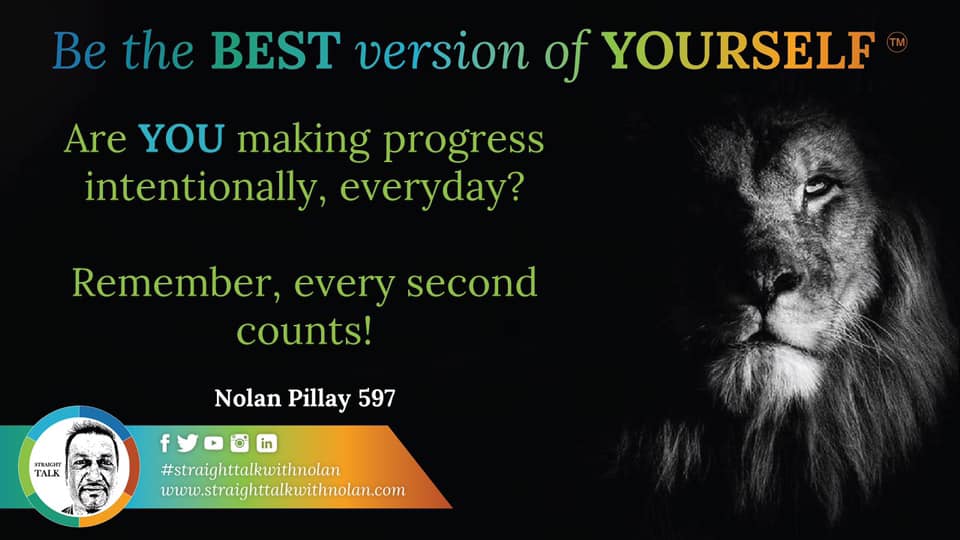 Be the BEST version of YOURSELF ™
Are YOU making progress
intentionally, everyday?
Remember, every second
counts!
Nolan Pillay 597
STRAIGHT
TALK
#straighttalkwithnolan
www.straighttalkwithnolan.com